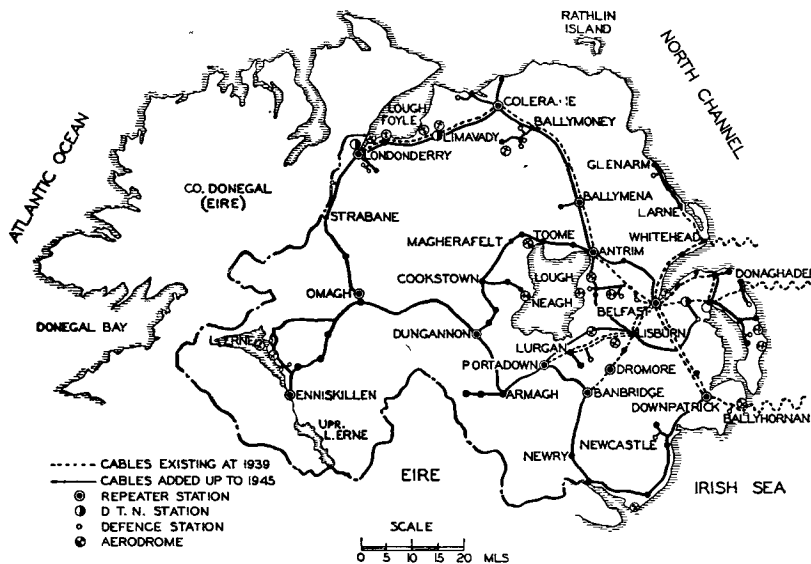 RATHLIN
ISLAND
NORTH CHANNEL
ATLANTIC OCEAN
LOUGH
FOYLE
COLERA
BALLYMONEY
LIMAVADY
LONDONDERRY
GLENARM
CO. DONEGAL
(EIRE)
BALLYMENA
LARNE
STRABANE
WHITEHEAD
MAGHERAFELT
TOOME
ANTRIM
DONAGHADEE
COOKSTOWN
LOUGH
NEAGH
OMAGH
BELFAST
DONEGAL BAY
L. ERNE
DUNGANNON
LURGAN
LISBURN
PORTADOWN
DROMORE
ENNISKILLEN
ARMAGH
BANBRIDGE
DOWNPATRICK
BALLYHORNAN
UPR.
L. ERNE
NEWCASTLE
NEWRY
EIRE
IRISH SEA
CABLES EXISTING AT 1939
CABLES ADDED UP TO 1945
REPEATER STATION
D T. N. STATION
DEFENCE STATION
AERODROME
SCALE
0 5 10 15 20 MLS